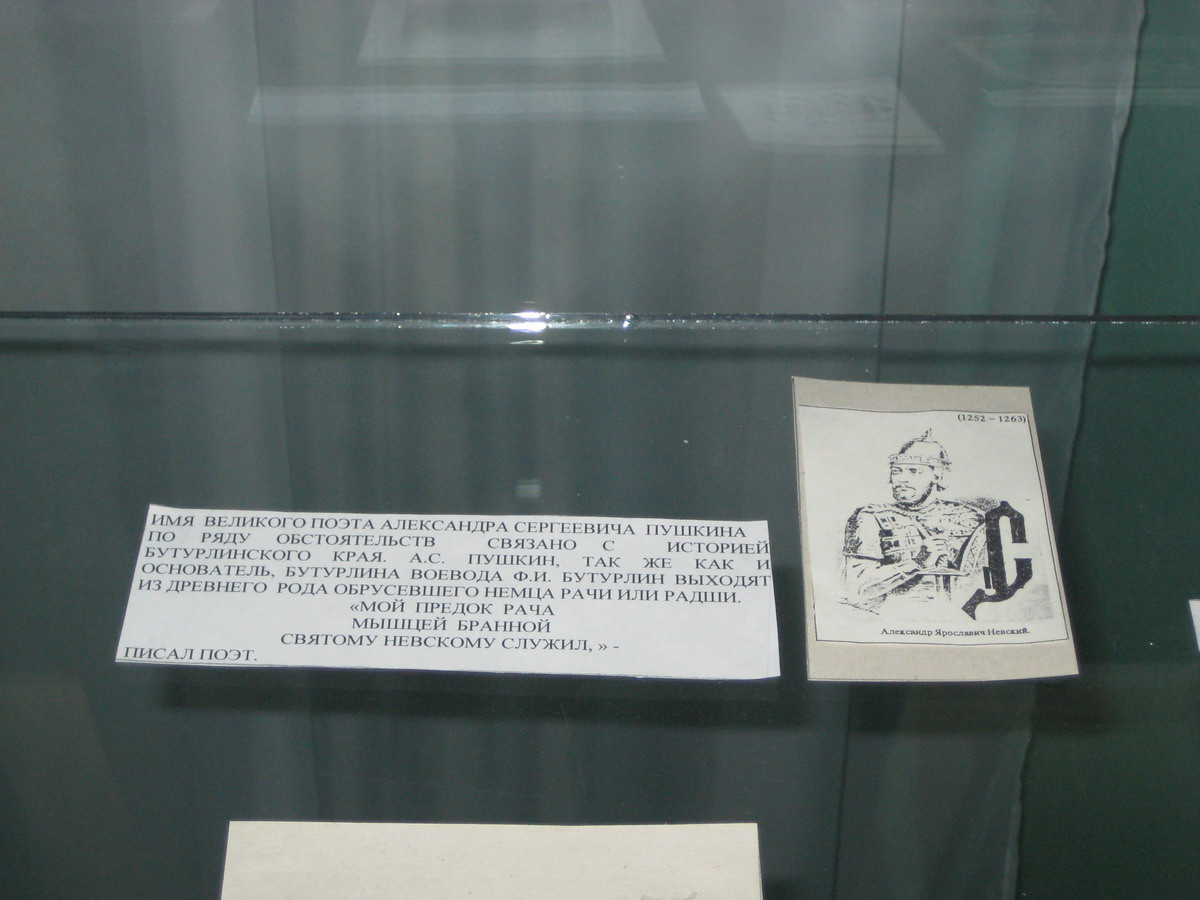 ИМЯ ВЕЛИКОГО ПОЭТА АЛЕКСАНДРА СЕРГЕЕВИЧА ПУШКИНА
ПО РЯДУ ОБСТОЯТЕЛЬСТВ СВЯЗАНО С ИСТОРИЕЙ
БУТУРЛИНСКОГО КРАЯ. А.С. ПУШКИН, ТАК ЖЕ КАК И
ОСНОВАТЕЛЬ, БУТУРЛИНА ВОЕВОДА Ф.И. БУТУРЛИН ВЫХОДЯТ
ИЗ ДРЕВНЕГО РОДА ОБРУСЕВШЕГО НЕМЦА РАЧИ ИЛИ РАДШИ.
«МОЙ ПРЕДОК РАЧА
МЫШЦЕЙ БРАННОЙ
СВЯТОМУ НЕВСКОМУ СЛУЖИЛ, » -
ПИСАЛ ПОЭТ.
(1252 – 1263)
С
Александр Ярославич Невский.